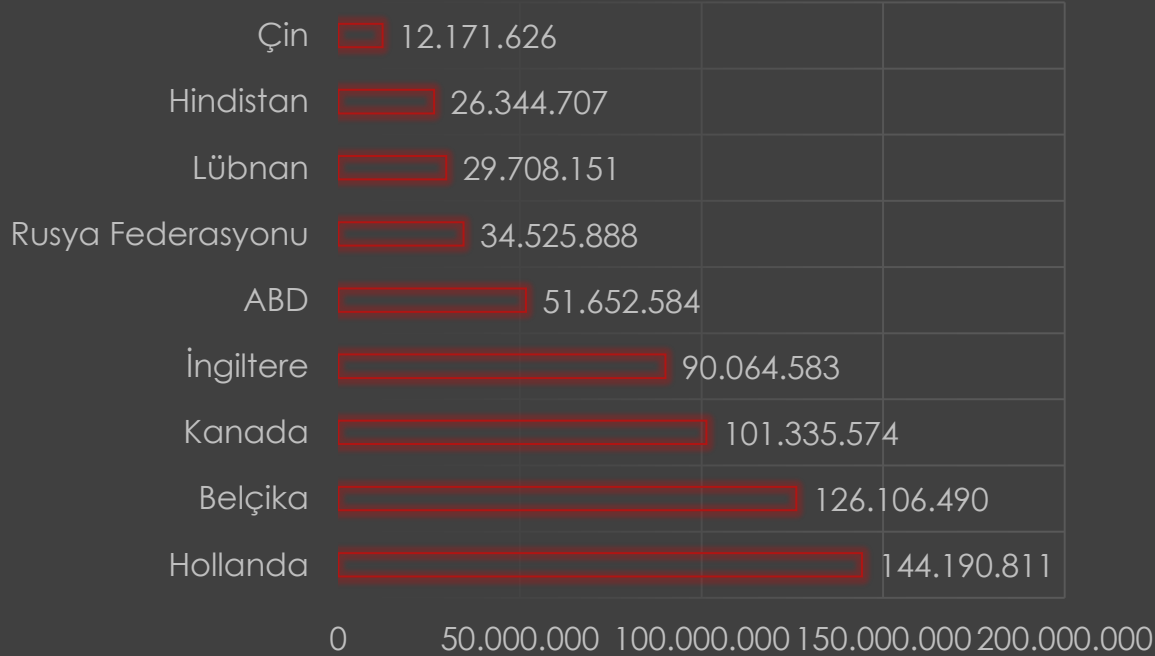 Çin 12.171.626
Hindistan 26.344.707
Lübnan 29.708.151
Rusya Federasyonu 34.525.888
ABD 51.652.584
İngiltere 90.064.583
Kanada 101.335.574
Belçika 126.106.490
Hollanda 144.190.811
0 50.000.000 100.000.000 150.000.000 200.000.000